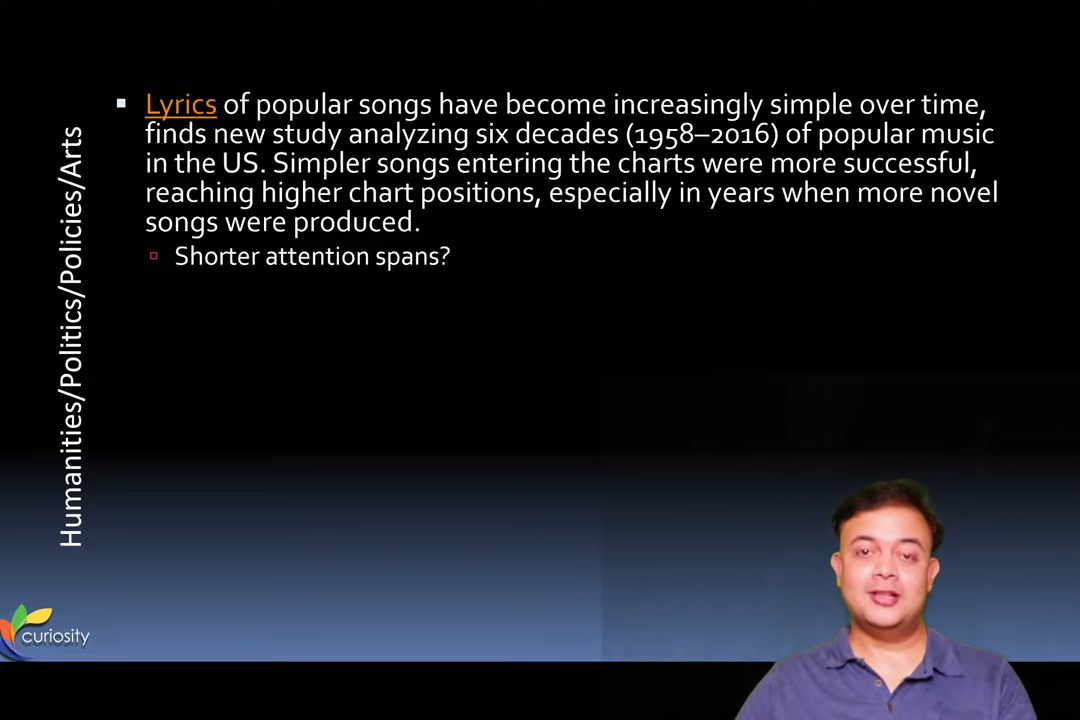 Humanities/Politics/Policies/Arts
Lyrics of popular songs have become increasingly simple over time,
finds new study analyzing six decades (1958–2016) of popular music
in the US. Simpler songs entering the charts were more successful,
reaching higher chart positions, especially in years when more novel
songs were produced.
Shorter attention spans?
curiosity